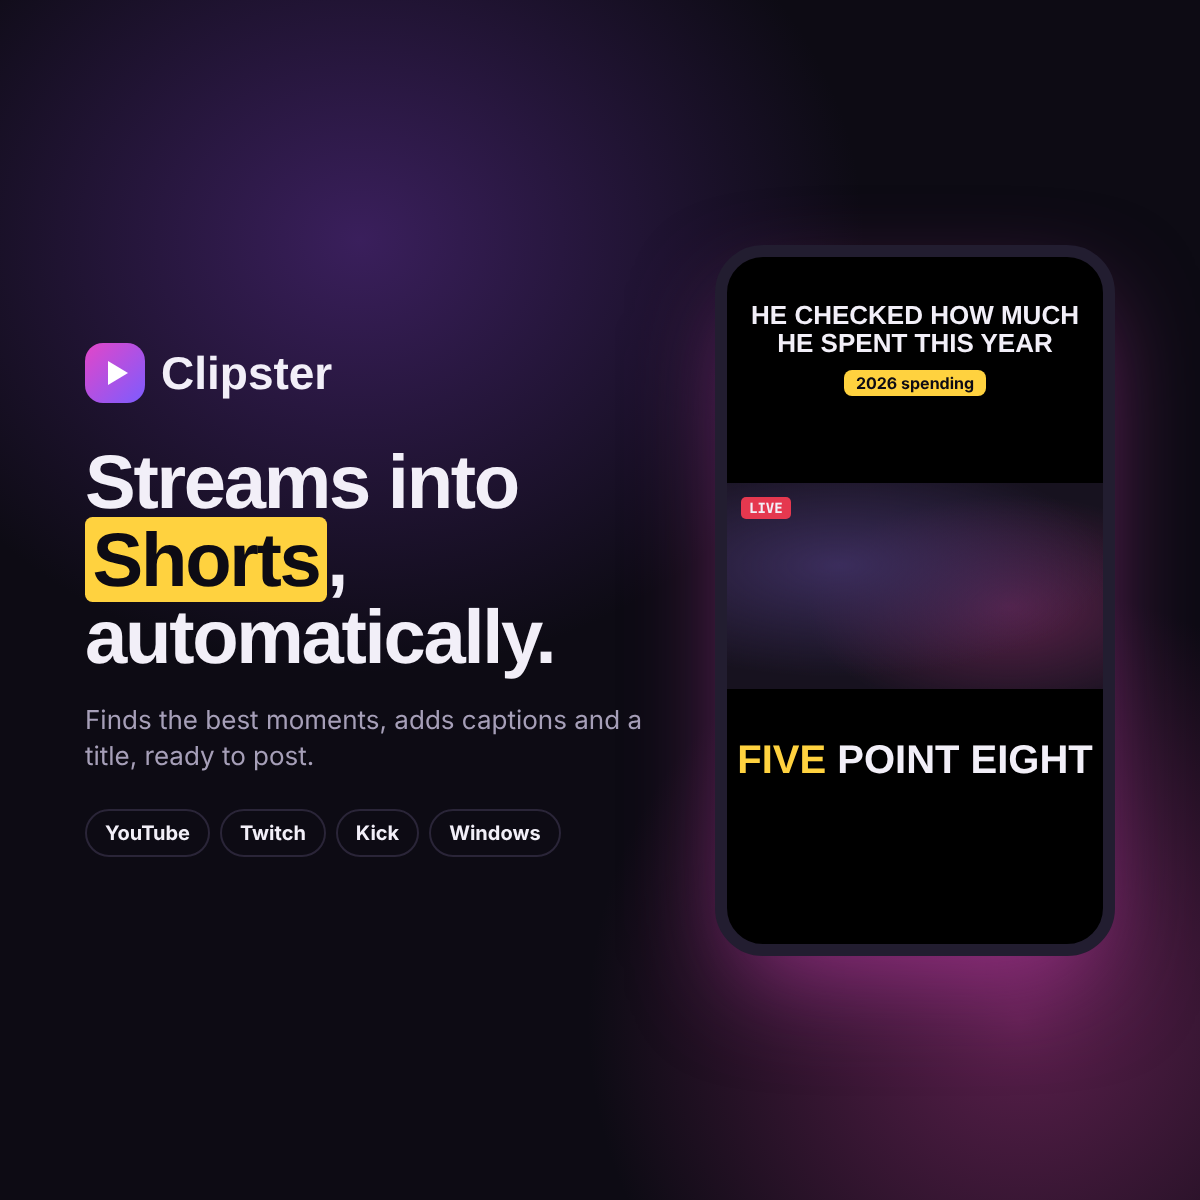 Clipster
Streams into
Shorts,
automatically.
Finds the best moments, adds captions and a
title, ready to post.
YouTube
Twitch
Kick
Windows
HE CHECKED HOW MUCH
HE SPENT THIS YEAR
2026 spending
LIVE
FIVE POINT EIGHT